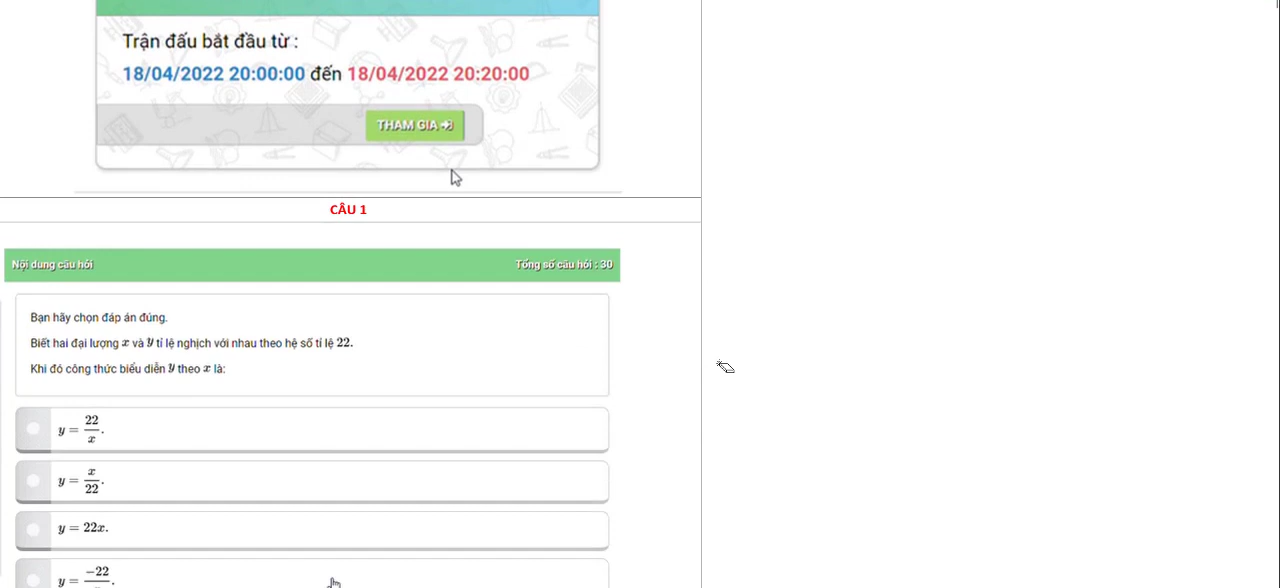 Trận đấu bắt đầu từ :
18/04/2022 20:00:00 đến 18/04/2022 20:20:00
THAM GIA
CÂU 1
Nội dung câu hỏi
Tổng số câu hỏi : 30
Bạn hãy chọn đáp án đúng.
Biết hai đại lượng x và y tỉ lệ nghịch với nhau theo hệ số tỉ lệ 22.
Khi đó công thức biểu diễn y theo x là:
y = 22/x.
y = x/22.
y = 22x.
y = -22